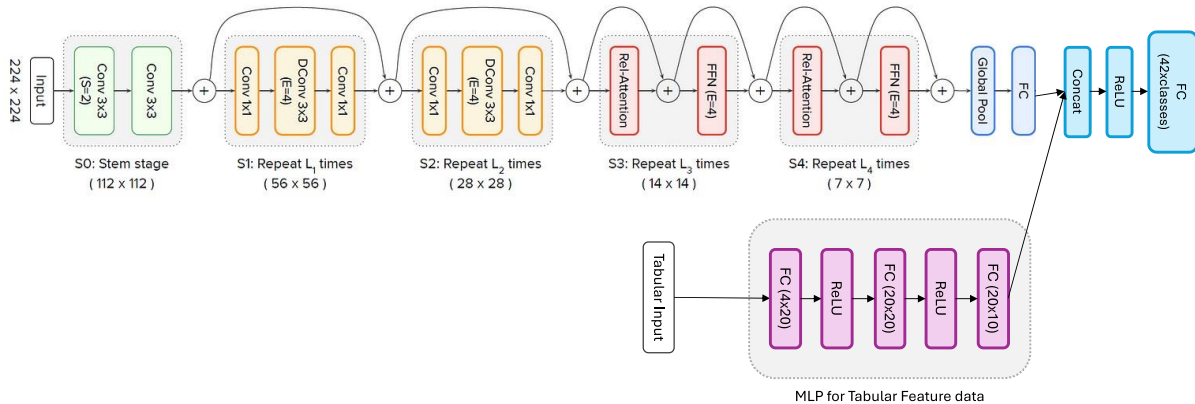 224 x 224
Input
Conv 3x3
(S=2)
Conv 3x3
S0: Stem stage
( 112 x 112 )
+
Conv 1x1
DConv 3x3
(E=4)
Conv 1x1
S1: Repeat L1 times
( 56 x 56 )
+
Conv 1x1
DConv 3x3
(E=4)
Conv 1x1
S2: Repeat L2 times
( 28 x 28 )
+
Rel-Attention
+
FFN (E=4)
S3: Repeat L3 times
( 14 x 14 )
+
Rel-Attention
+
FFN (E=4)
S4: Repeat L4 times
( 7 x 7 )
+
Global Pool
FC
Concat
ReLU
FC
(42xclasses)
Tabular Input
FC (4x20)
ReLU
FC (20x20)
ReLU
FC (20x10)
MLP for Tabular Feature data